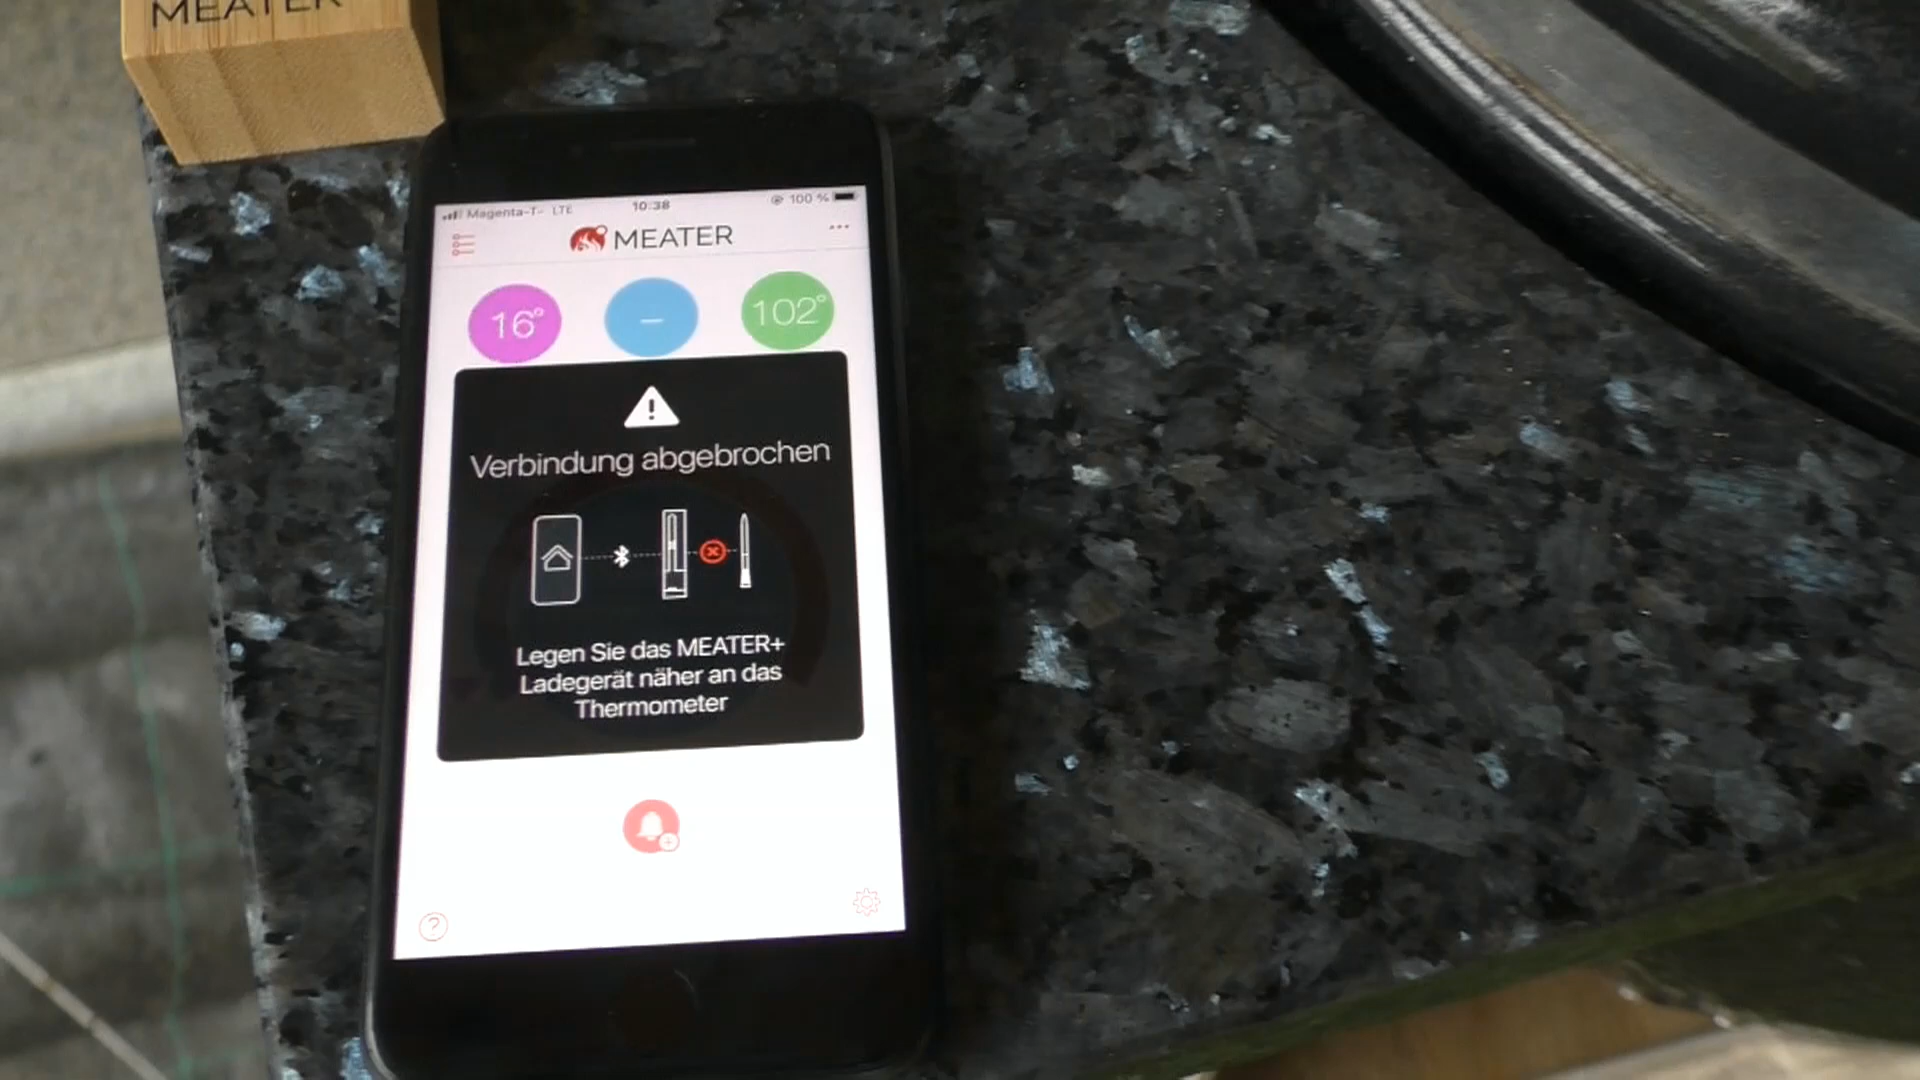 MEATER
Magenta-T- LTE 10:38 100 %
MEATER
16° – 102°
Verbindung abgebrochen
Legen Sie das MEATER+
Ladegerät näher an das
Thermometer
?